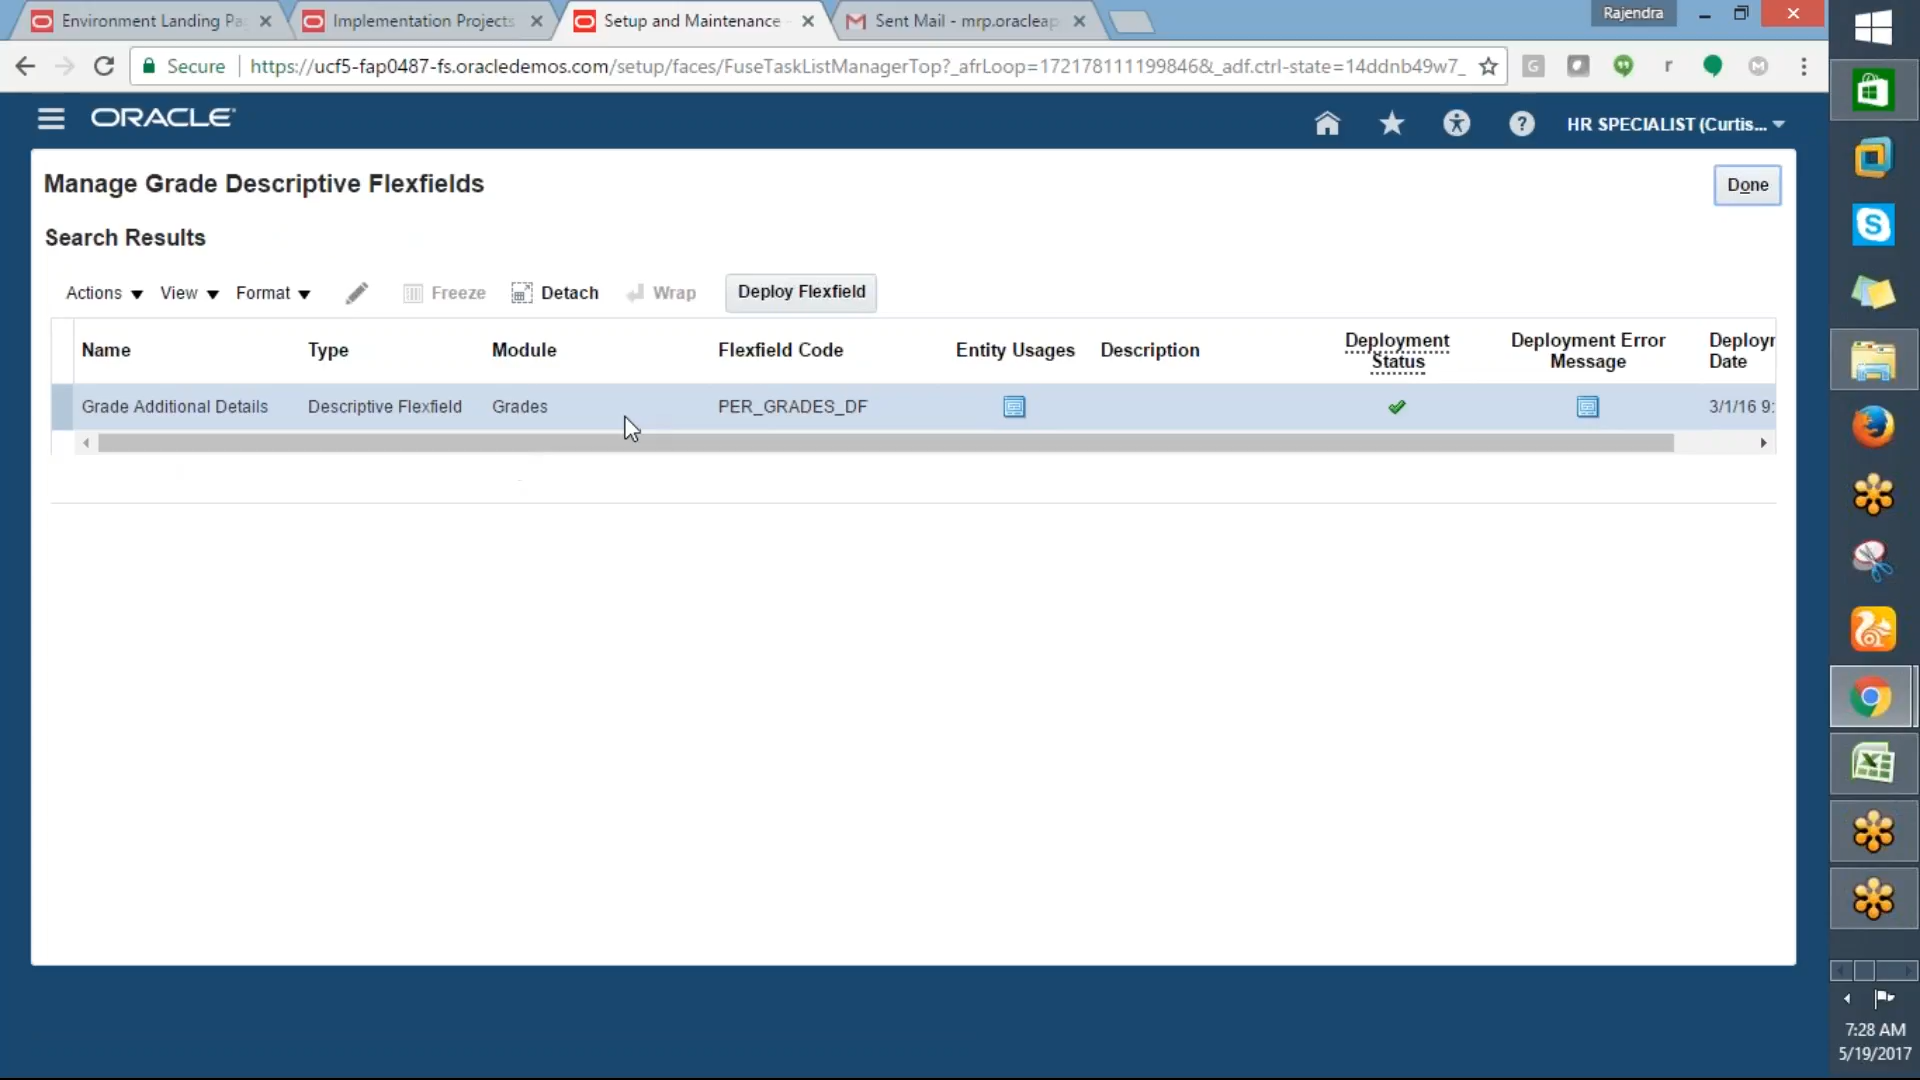 Environment Landing Pa
Implementation Projects
Setup and Maintenance
Sent Mail - mrp.oracleap
Rajendra
Secure
https://ucf5-fap0487-fs.oracledemos.com/setup/faces/FuseTaskListManagerTop?_afrLoop=172178111199846&_adf.ctrl-state=14ddnb49w7_
ORACLE
HR SPECIALIST (Curtis...
Manage Grade Descriptive Flexfields
Done
Search Results
Actions View Format Freeze Detach Wrap Deploy Flexfield
Name Type Module Flexfield Code Entity Usages Description Deployment Status Deployment Error Message Deployr Date
Grade Additional Details Descriptive Flexfield Grades PER_GRADES_DF 3/1/16 9:
7:28 AM
5/19/2017